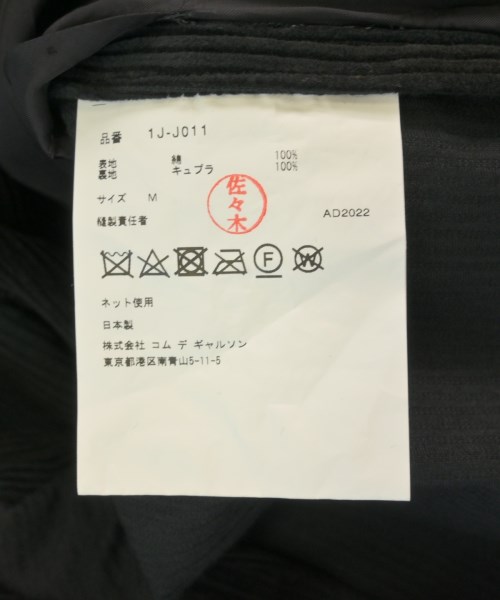 品番 1J-J011
表地 綿 100%
裏地 キュプラ 100%
サイズ M
縫製責任者
佐々木
AD2022
F W
ネット使用
日本製
株式会社 コム デ ギャルソン
東京都港区南青山5-11-5